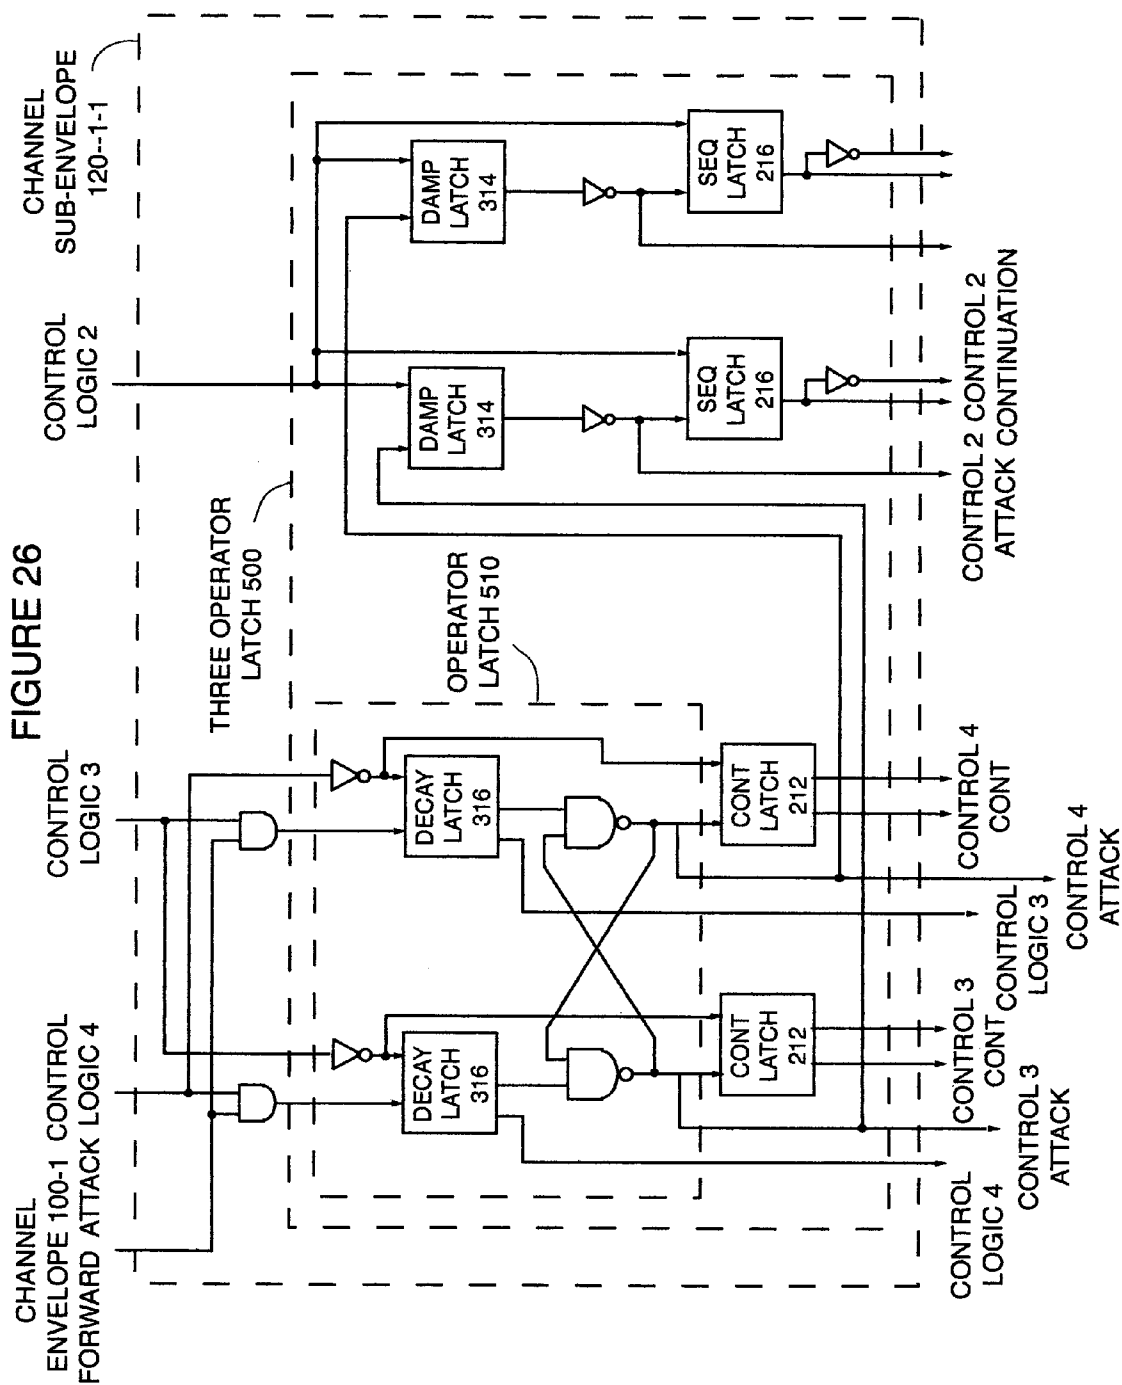 FIGURE 26
CHANNEL
ENVELOPE 100-1 CONTROL
FORWARD ATTACK LOGIC 4
CONTROL
LOGIC 3
CONTROL
LOGIC 2
CHANNEL
SUB-ENVELOPE
120--1-1
THREE OPERATOR
LATCH 500
OPERATOR
LATCH 510
DECAY
LATCH
316
DECAY
LATCH
316
DAMP
LATCH
314
DAMP
LATCH
314
CONT
LATCH
212
CONT
LATCH
212
SEQ
LATCH
216
SEQ
LATCH
216
CONTROL
LOGIC 4
CONTROL 3
ATTACK
CONTROL 3
CONT
CONTROL
LOGIC 3
CONTROL 4
ATTACK
CONTROL 4
CONT
CONTROL 2 CONTROL 2
ATTACK CONTINUATION